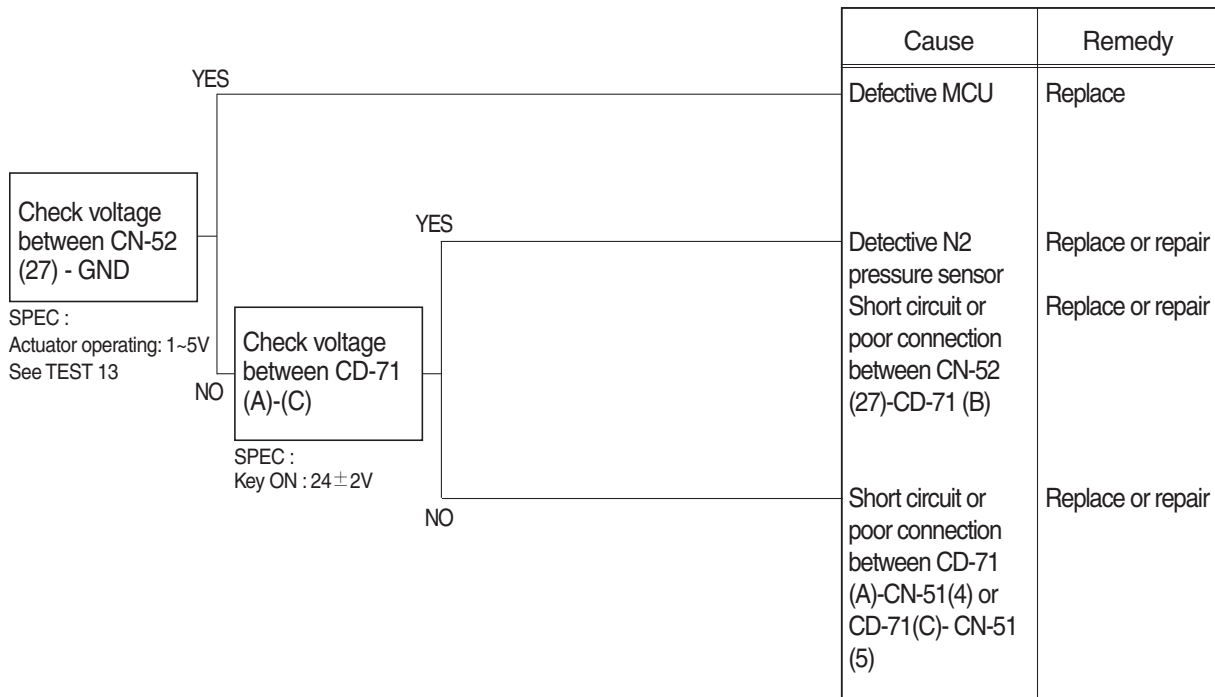 Cause
Remedy
YES
Defective MCU
Replace
Check voltage
between CN-52
(27) - GND
SPEC :
Actuator operating: 1~5V
See TEST 13
NO
YES
Check voltage
between CD-71
(A)-(C)
SPEC :
Key ON : 24±2V
NO
Detective N2
pressure sensor
Replace or repair
Short circuit or
poor connection
between CN-52
(27)-CD-71 (B)
Replace or repair
Short circuit or
poor connection
between CD-71
(A)-CN-51(4) or
CD-71(C)- CN-51
(5)
Replace or repair